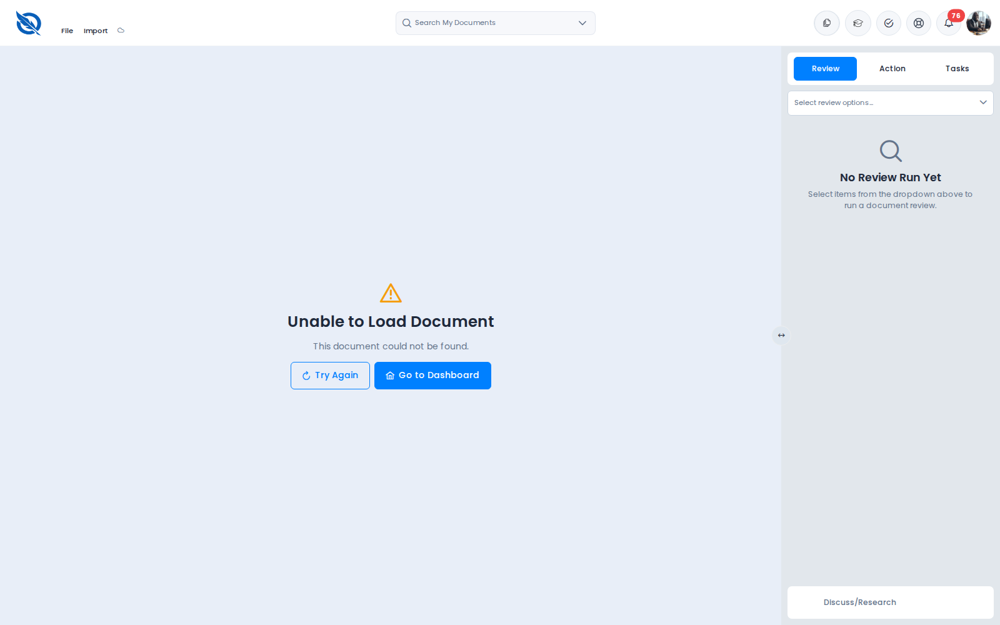 File Import
Search My Documents
76
Review Action Tasks
Select review options...
No Review Run Yet
Select items from the dropdown above to
run a document review.
Unable to Load Document
This document could not be found.
Try Again Go to Dashboard
Discuss/Research